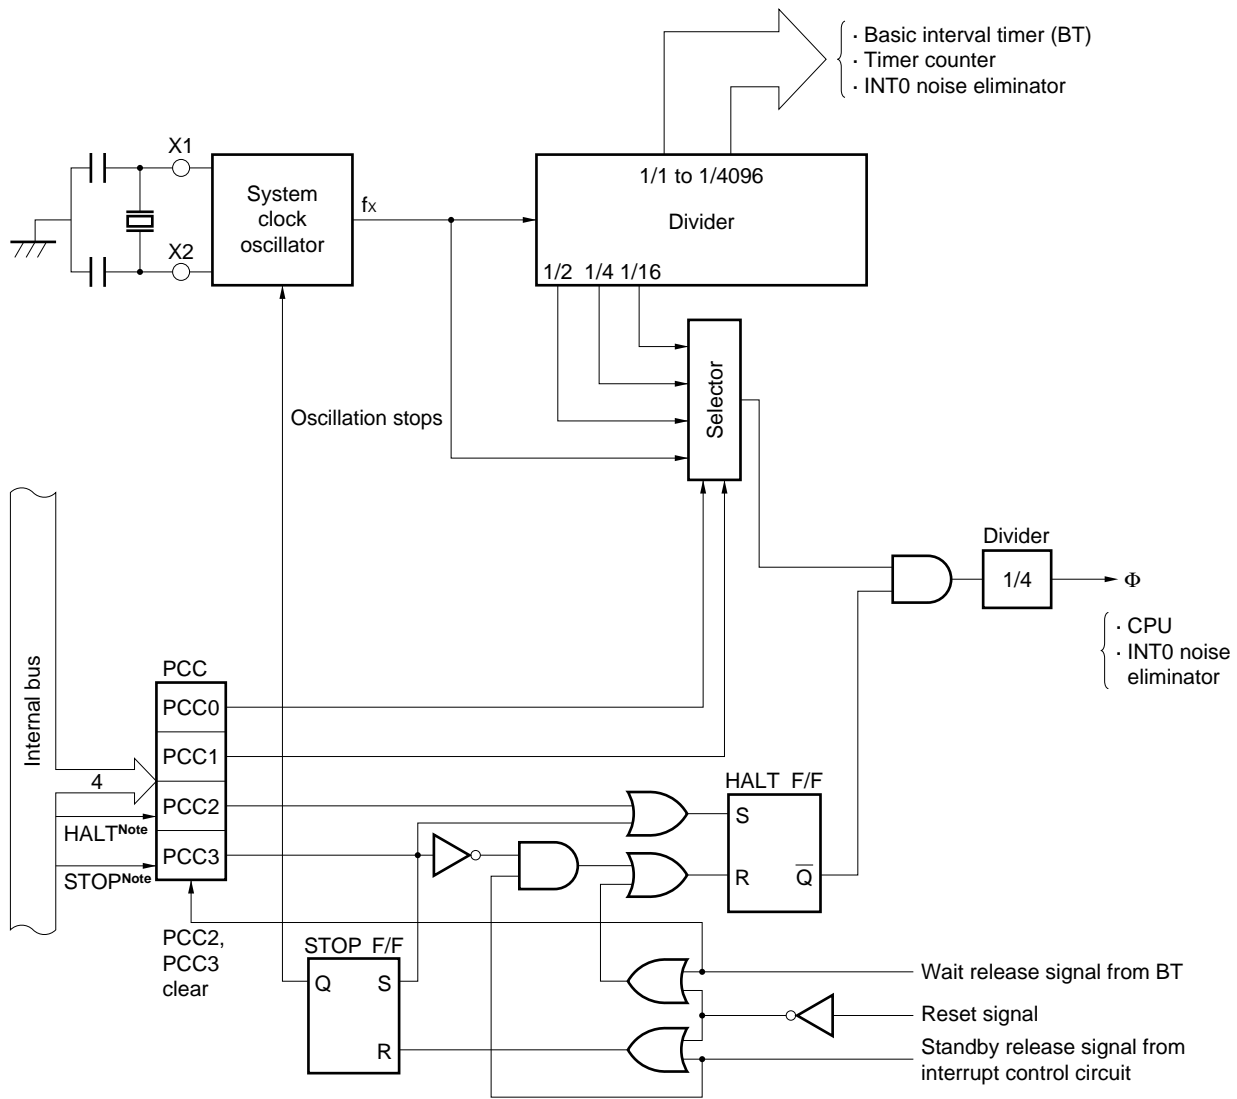 · Basic interval timer (BT)
· Timer counter
· INT0 noise eliminator
X1
System
clock
oscillator
fX
1/1 to 1/4096
Divider
X2
1/2 1/4 1/16
Selector
Oscillation stops
Divider
1/4
Φ
· CPU
· INT0 noise
eliminator
Internal bus
PCC
PCC0
PCC1
4
PCC2
HALTNote
PCC3
STOPNote
HALT F/F
S
R
Q
PCC2,
PCC3
clear
STOP F/F
Q
S
R
Wait release signal from BT
Reset signal
Standby release signal from
interrupt control circuit